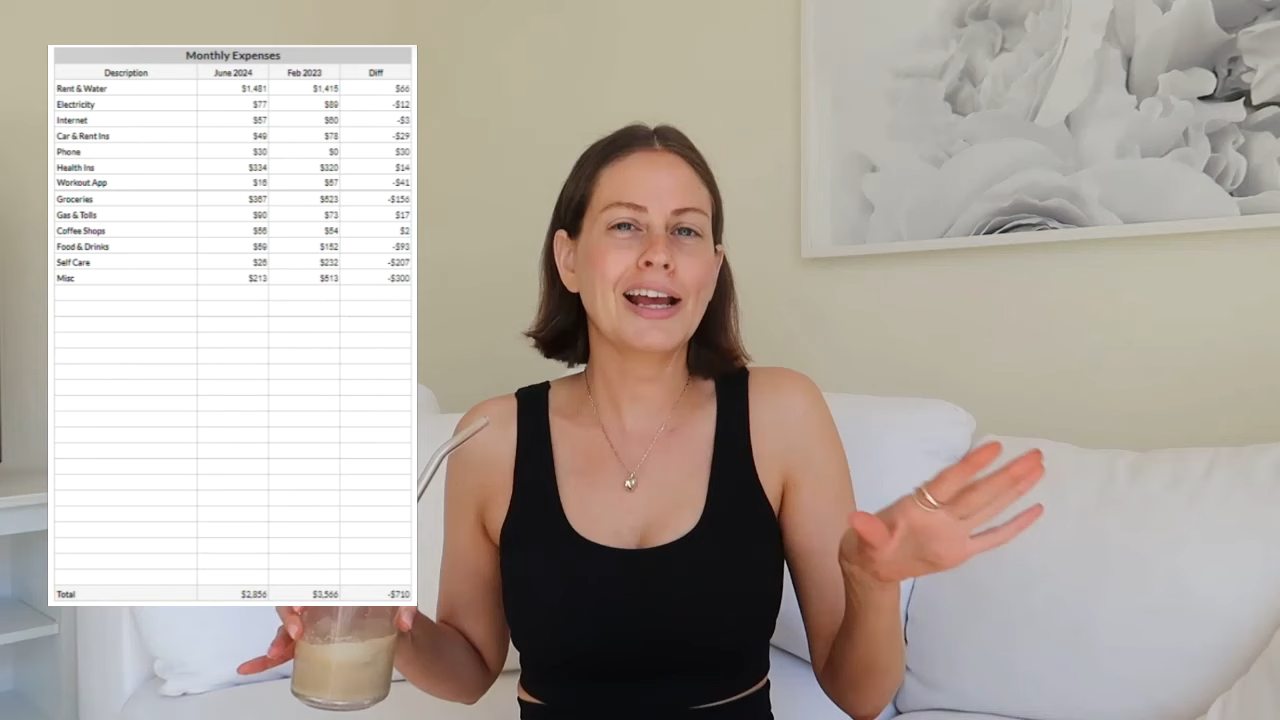 Monthly Expenses
Description June 2024 Feb 2023 Diff
Rent & Water $1,481 $1,415 $66
Electricity $77 $89 -$12
Internet $57 $60 -$3
Car & Rent Ins $49 $78 -$29
Phone $30 $0 $30
Health Ins $334 $320 $14
Workout App $16 $57 -$41
Groceries $367 $523 -$156
Gas & Tolls $90 $73 $17
Coffee Shops $56 $54 $2
Food & Drinks $59 $152 -$93
Self Care $26 $232 -$207
Misc $213 $513 -$300
Total $2,856 $3,566 -$710